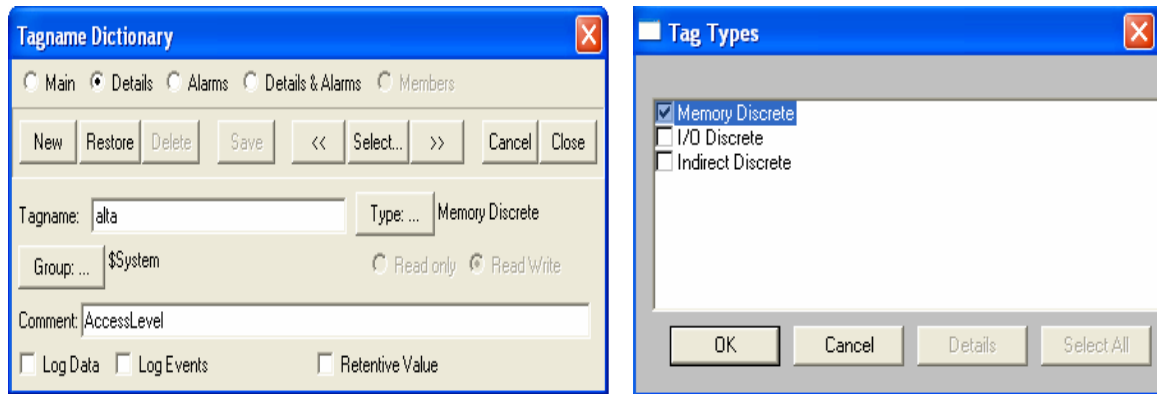 Tagname Dictionary
Main Details Alarms Details & Alarms Members
New Restore Delete Save << Select... >> Cancel Close
Tagname: alta Type: ... Memory Discrete
Group: ... $System Read only Read Write
Comment: AccessLevel
Log Data Log Events Retentive Value
Tag Types
Memory Discrete
I/O Discrete
Indirect Discrete
OK Cancel Details Select All